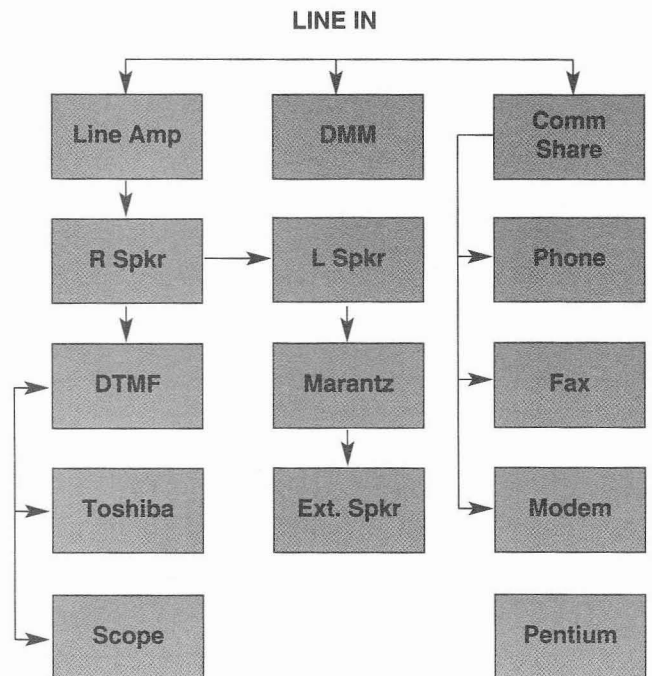 LINE IN
Line Amp
DMM
Comm
Share
R Spkr
L Spkr
Phone
DTMF
Marantz
Fax
Toshiba
Ext. Spkr
Modem
Scope
Pentium